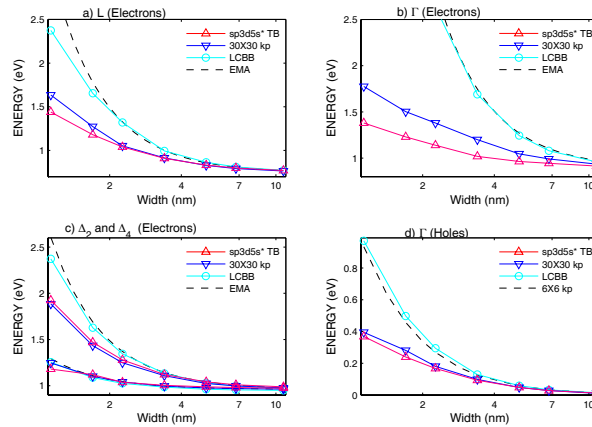 a) L (Electrons)
2.5
2
1.5
1
ENERGY (eV)
sp3d5s* TB
30X30 kp
LCBB
EMA
2
4
7
10
Width (nm)
b) Γ (Electrons)
2.5
2
1.5
1
ENERGY (eV)
sp3d5s* TB
30X30 kp
LCBB
EMA
2
4
7
10
Width (nm)
c) Δ2 and Δ4 (Electrons)
2.5
2
1.5
1
ENERGY (eV)
sp3d5s* TB
30X30 kp
LCBB
EMA
2
4
7
10
Width (nm)
d) Γ (Holes)
0.8
0.6
0.4
0.2
0
ENERGY (eV)
sp3d5s* TB
30X30 kp
LCBB
6X6 kp
2
4
7
10
Width (nm)